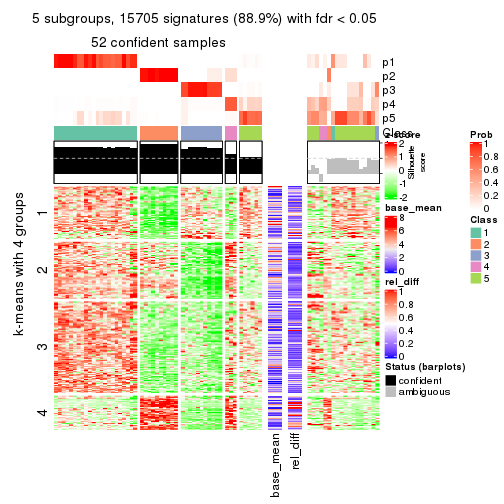 5 subgroups, 15705 signatures (88.9%) with fdr < 0.05
52 confident samples
p1
p2
p3
p4
p5
Class
k-means with 4 groups
1
2
3
4
base_mean
rel_diff
z-score
2
1
0
-1
-2
Silhouette
score
base_mean
8
6
4
2
0
rel_diff
1
0.8
0.6
0.4
0.2
0
Status (barplots)
confident
ambiguous
Prob
1
0.8
0.6
0.4
0.2
0
Class
1
2
3
4
5